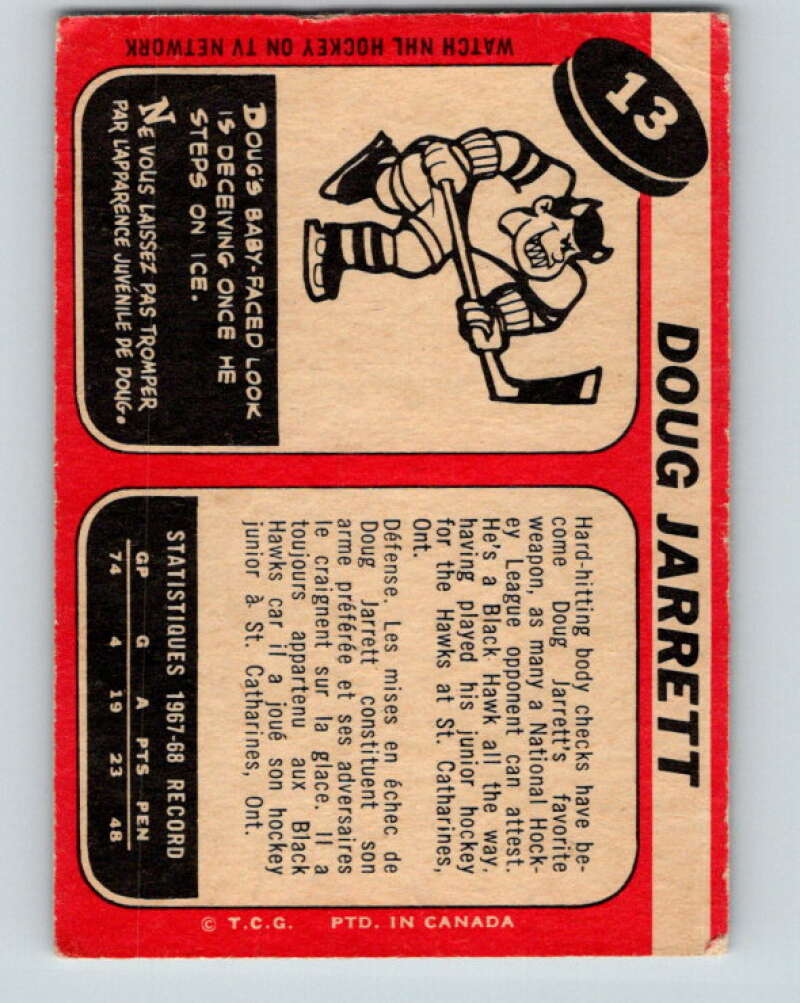 13
DOUG JARRETT
WATCH NHL HOCKEY ON TV NETWORK
DOUG'S BABY-FACED LOOK
IS DECEIVING ONCE HE
STEPS ON ICE.
NE VOUS LAISSEZ PAS TROMPER
PAR L'APPARENCE JUVÉNILE DE DOUG.
Hard-hitting body checks have be-
come Doug Jarrett's favorite
weapon, as many a National Hock-
ey League opponent can attest.
He's a Black Hawk all the way,
having played his junior hockey
for the Hawks at St. Catharines,
Ont.
Défense. Les mises en échec de
Doug Jarrett constituent son
arme préférée et ses adversaires
le craignent sur la glace. Il a
toujours appartenu aux Black
Hawks car il a joué son hockey
junior à St. Catharines, Ont.
STATISTIQUES 1967-68 RECORD
GP G A PTS PEN
74 4 19 23 48
© T.C.G. PTD. IN CANADA